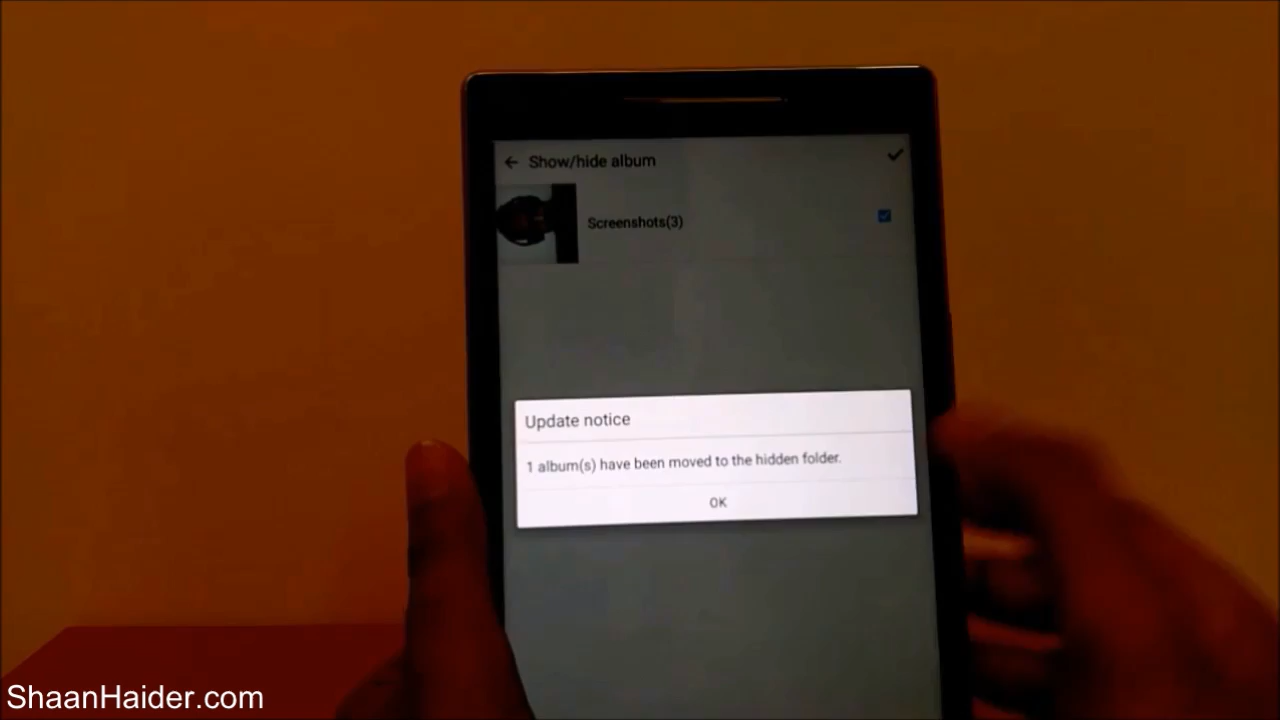 Show/hide album
Screenshots(3)
Update notice
1 album(s) have been moved to the hidden folder.
OK
ShaanHaider.com